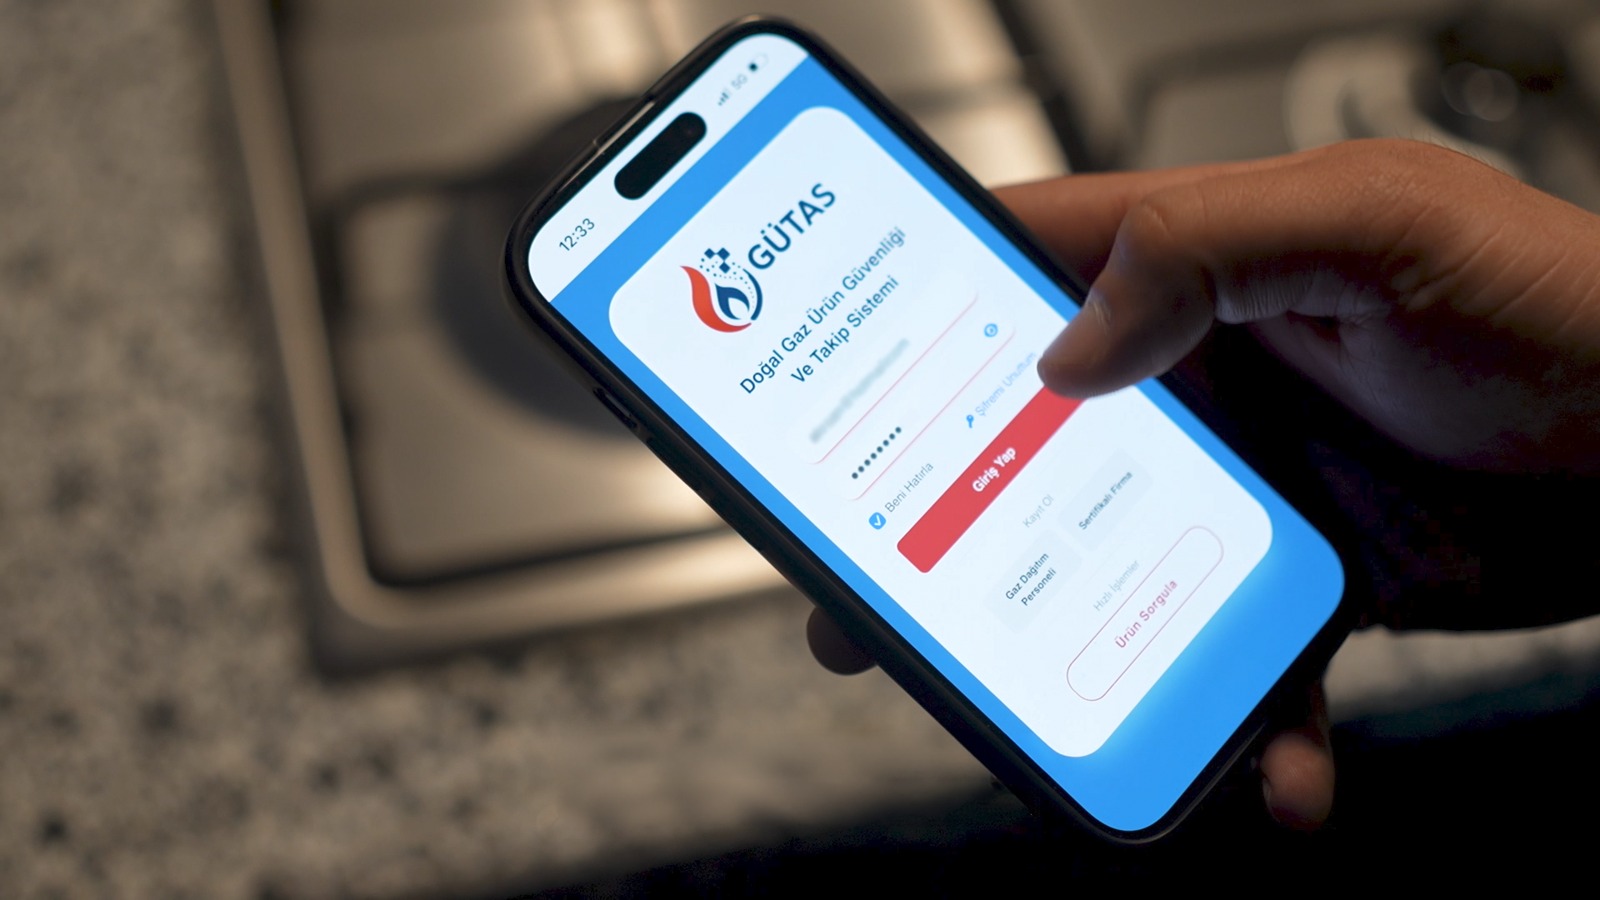 12:33
5G
GÜTAS
Doğal Gaz Ürün Güvenliği
Ve Takip Sistemi
Şifremi Unuttum
Beni Hatırla
Giriş Yap
Kayıt Ol
Gaz Dağıtım
Personeli
Sertifikalı Firma
Hızlı İşlemler
Ürün Sorgula